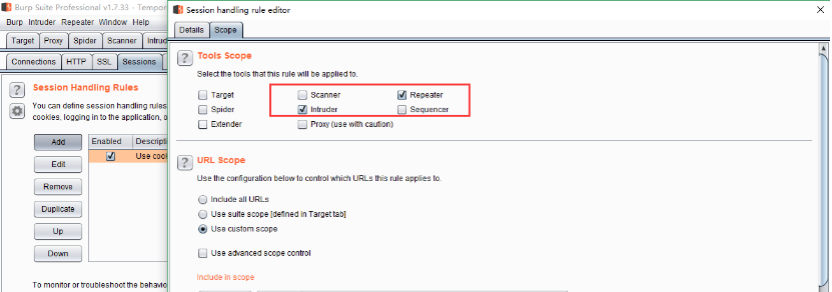 Burp Suite Professional v1.7.33 - Tempor
Burp Intruder Repeater Window Help
Target Proxy Spider Scanner Intrud
Connections HTTP SSL Sessions
Session Handling Rules
You can define session handling rules
cookies, logging in to the application, o
Add
Edit
Remove
Duplicate
Up
Down
Enabled Descripti
Use cook
To monitor or troubleshoot the behavio
Session handling rule editor
Details Scope
Tools Scope
Select the tools that this rule will be applied to.
Target Scanner Repeater
Spider Intruder Sequencer
Extender Proxy (use with caution)
URL Scope
Use the configuration below to control which URLs this rule applies to.
Include all URLs
Use suite scope [defined in Target tab]
Use custom scope
Use advanced scope control
Include in scope